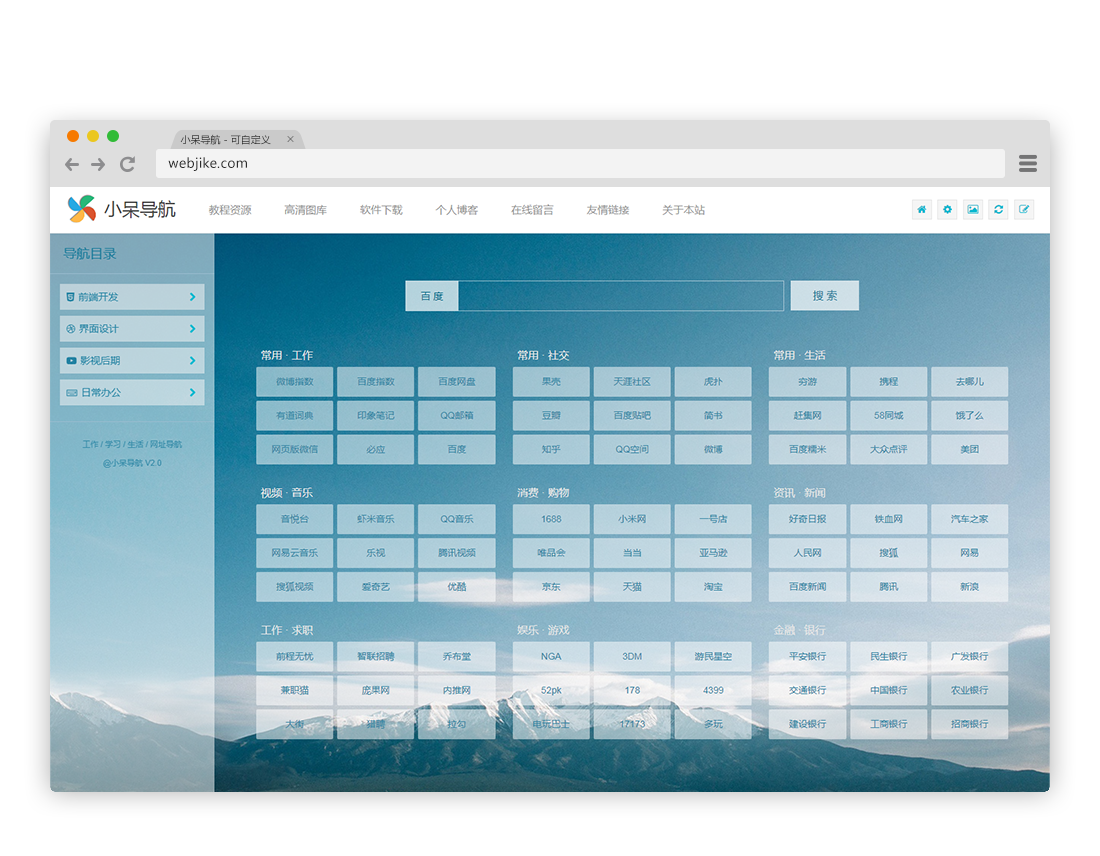 小呆导航 - 可自定义
webjike.com
小呆导航 教程资源 高清图库 软件下载 个人博客 在线留言 友情链接 关于本站
导航目录
前端开发
界面设计
影视后期
日常办公
工作 / 学习 / 生活 / 网址导航
@小呆导航 V2.0
百度 搜索
常用 · 工作
微博指数 百度指数 百度网盘
有道词典 印象笔记 QQ邮箱
网页版微信 必应 百度
常用 · 社交
果壳 天涯社区 虎扑
豆瓣 百度贴吧 简书
知乎 QQ空间 微博
常用 · 生活
穷游 携程 去哪儿
赶集网 58同城 饿了么
百度糯米 大众点评 美团
视频 · 音乐
音悦台 虾米音乐 QQ音乐
网易云音乐 乐视 腾讯视频
搜狐视频 爱奇艺 优酷
消费 · 购物
1688 小米网 一号店
唯品会 当当 亚马逊
京东 天猫 淘宝
资讯 · 新闻
好奇日报 铁血网 汽车之家
人民网 搜狐 网易
百度新闻 腾讯 新浪
工作 · 求职
前程无忧 智联招聘 乔布堂
兼职猫 庞果网 内推网
大街 猎聘 拉勾
娱乐 · 游戏
NGA 3DM 游民星空
52pk 178 4399
电玩巴士 17173 多玩
金融 · 银行
平安银行 民生银行 广发银行
交通银行 中国银行 农业银行
建设银行 工商银行 招商银行